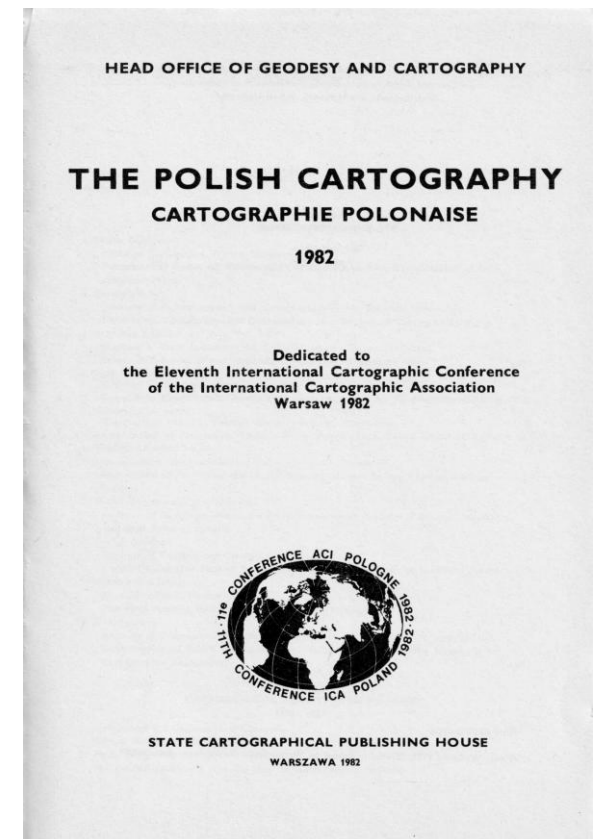 HEAD OFFICE OF GEODESY AND CARTOGRAPHY
THE POLISH CARTOGRAPHY
CARTOGRAPHIE POLONAISE
1982
Dedicated to
the Eleventh International Cartographic Conference
of the International Cartographic Association
Warsaw 1982
11e CONFERENCE ACI POLOGNE 1982
11TH CONFERENCE ICA POLAND 1982
STATE CARTOGRAPHICAL PUBLISHING HOUSE
WARSZAWA 1982